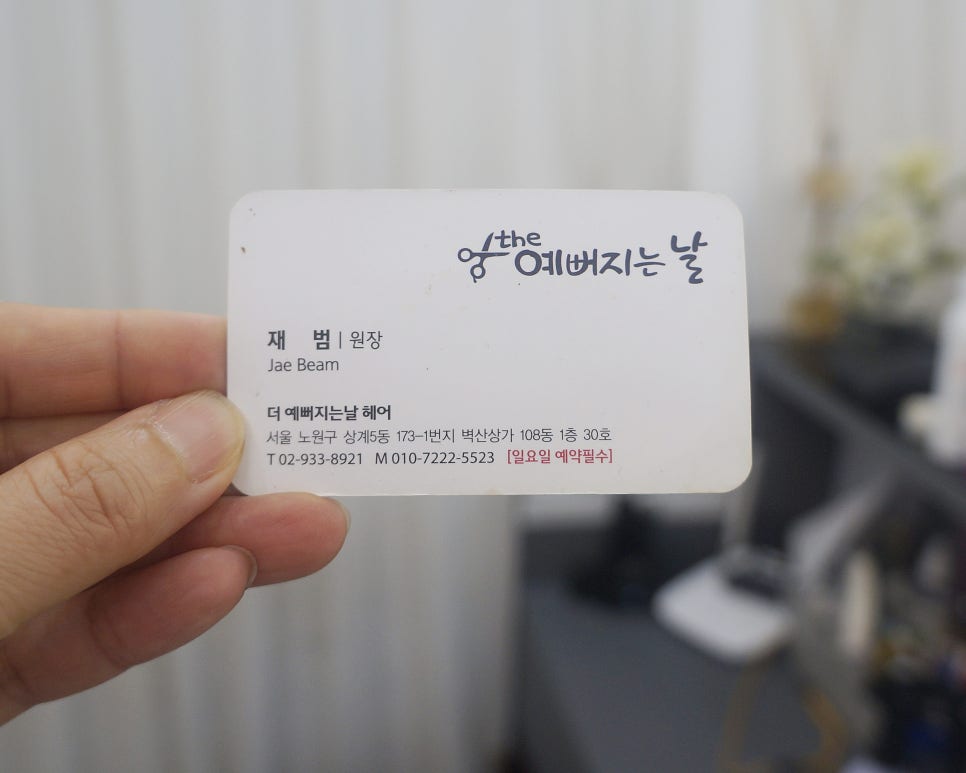 the 예뻐지는 날
재 범 | 원장
Jae Beam
더 예뻐지는날 헤어
서울 노원구 상계5동 173-1번지 벽산상가 108동 1층 30호
T 02-933-8921 M 010-7222-5523 [일요일 예약필수]